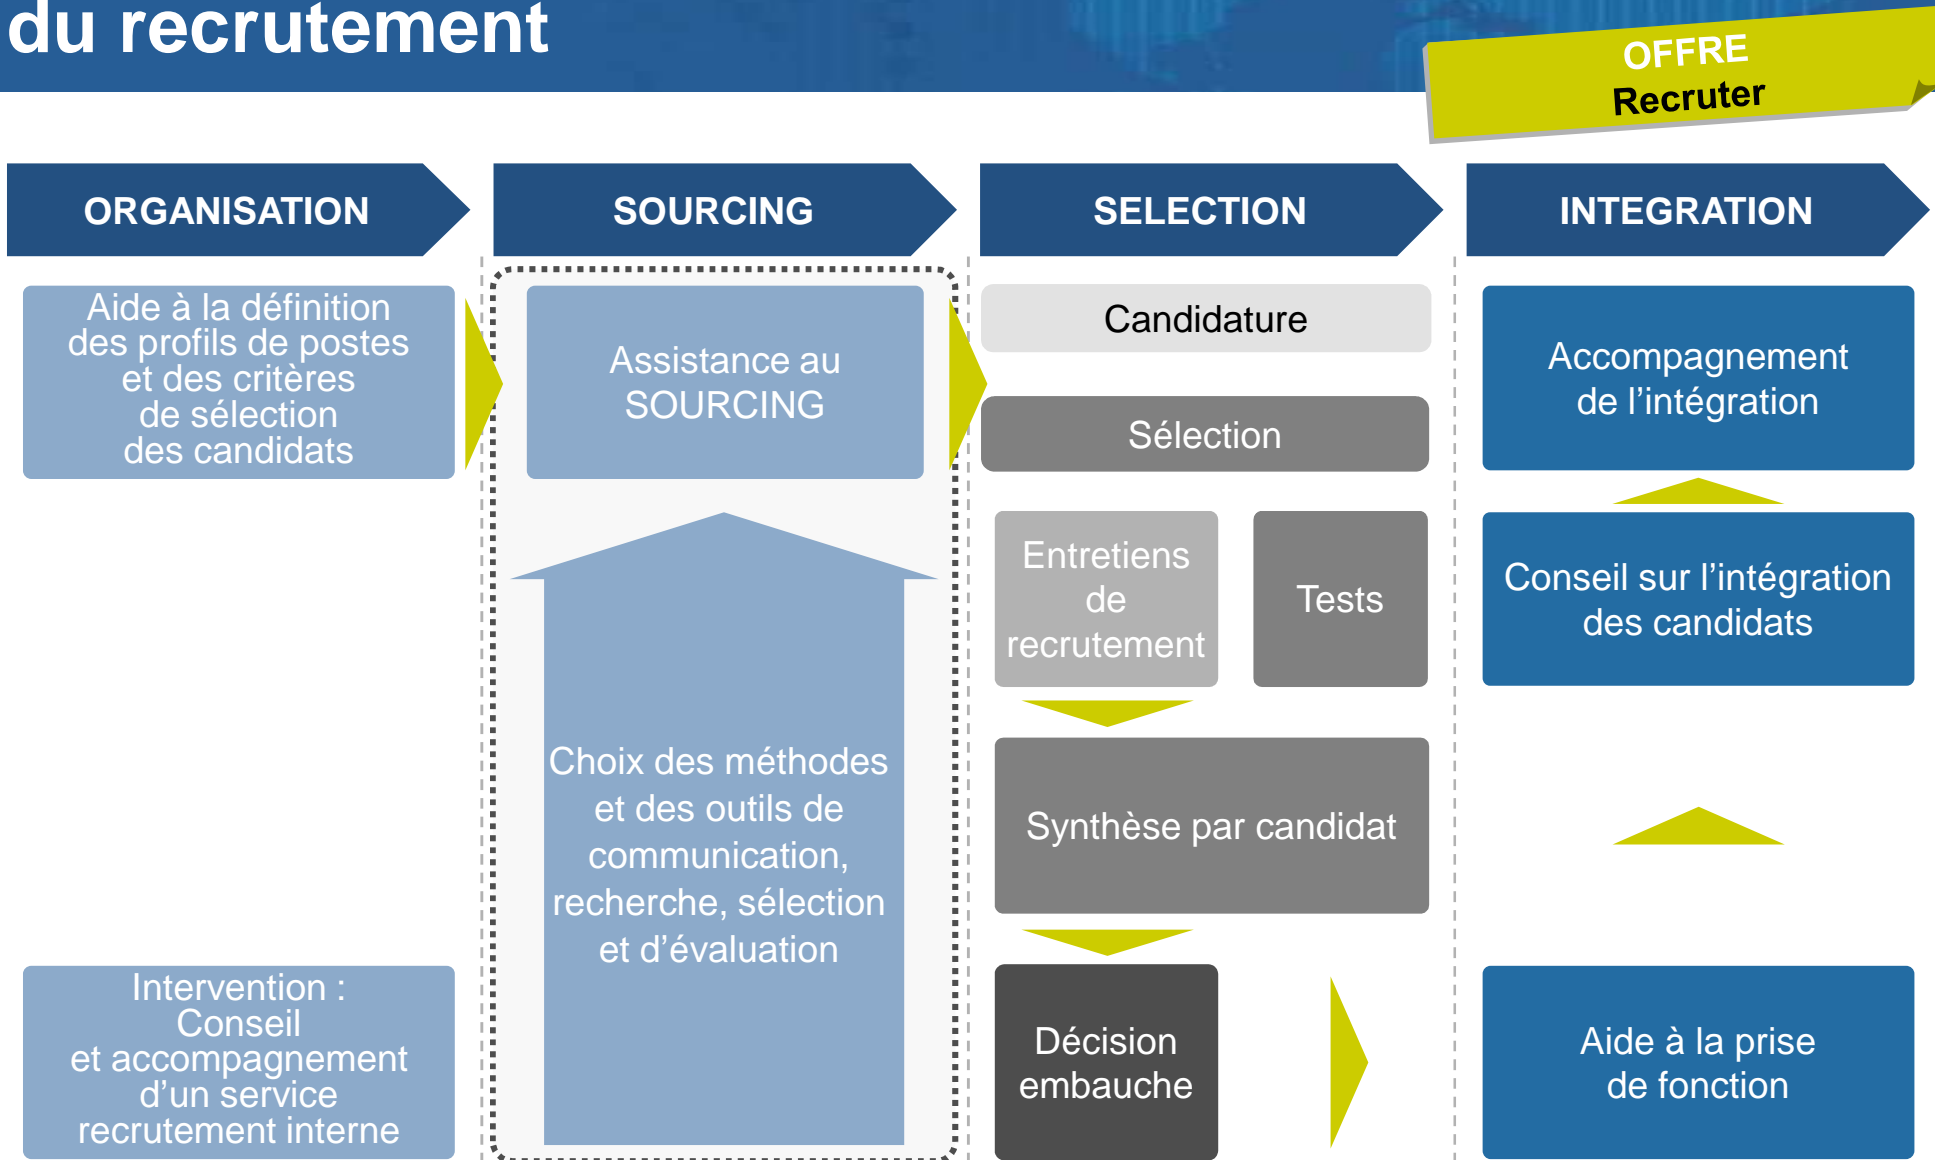 du recrutement
OFFRE
Recruter
ORGANISATION
SOURCING
SELECTION
INTEGRATION
Aide à la définition
des profils de postes
et des critères
de sélection
des candidats
Intervention :
Conseil
et accompagnement
d’un service
recrutement interne
Assistance au
SOURCING
Choix des méthodes
et des outils de
communication,
recherche, sélection
et d’évaluation
Candidature
Sélection
Entretiens
de
recrutement
Tests
Synthèse par candidat
Décision
embauche
Accompagnement
de l’intégration
Conseil sur l’intégration
des candidats
Aide à la prise
de fonction